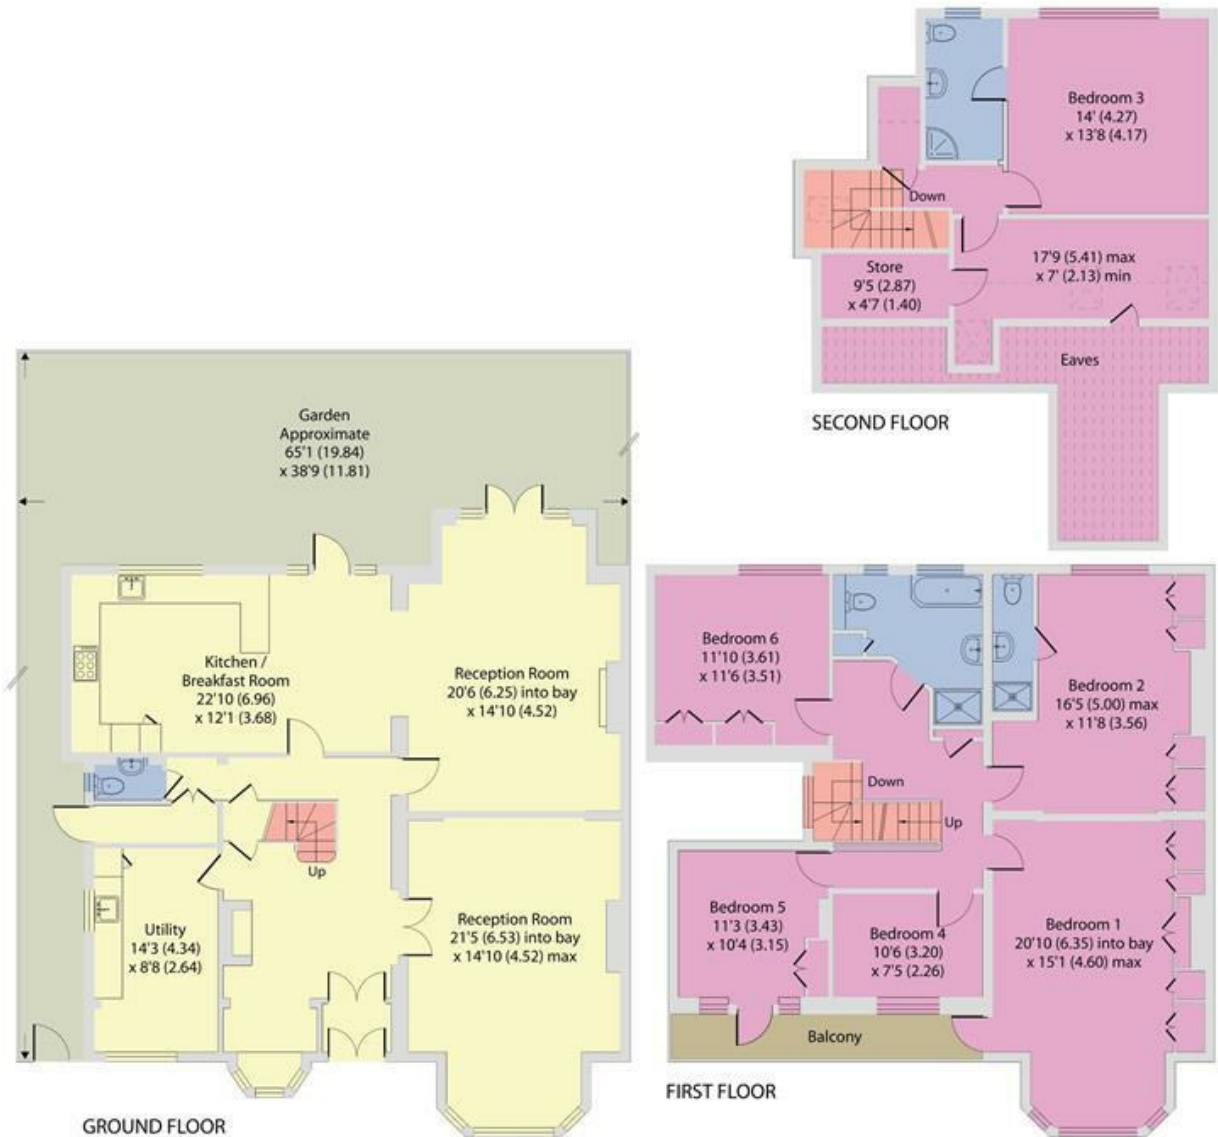 Bedroom 3
14' (4.27)
x 13'8 (4.17)
Down
17'9 (5.41) max
x 7' (2.13) min
Store
9'5 (2.87)
x 4'7 (1.40)
Eaves
SECOND FLOOR
Garden
Approximate
65'1 (19.84)
x 38'9 (11.81)
Kitchen /
Breakfast Room
22'10 (6.96)
x 12'1 (3.68)
Reception Room
20'6 (6.25) into bay
x 14'10 (4.52)
Up
Utility
14'3 (4.34)
x 8'8 (2.64)
Reception Room
21'5 (6.53) into bay
x 14'10 (4.52) max
GROUND FLOOR
Bedroom 6
11'10 (3.61)
x 11'6 (3.51)
Bedroom 2
16'5 (5.00) max
x 11'8 (3.56)
Down
Up
Bedroom 5
11'3 (3.43)
x 10'4 (3.15)
Bedroom 4
10'6 (3.20)
x 7'5 (2.26)
Bedroom 1
20'10 (6.35) into bay
x 15'1 (4.60) max
Balcony
FIRST FLOOR